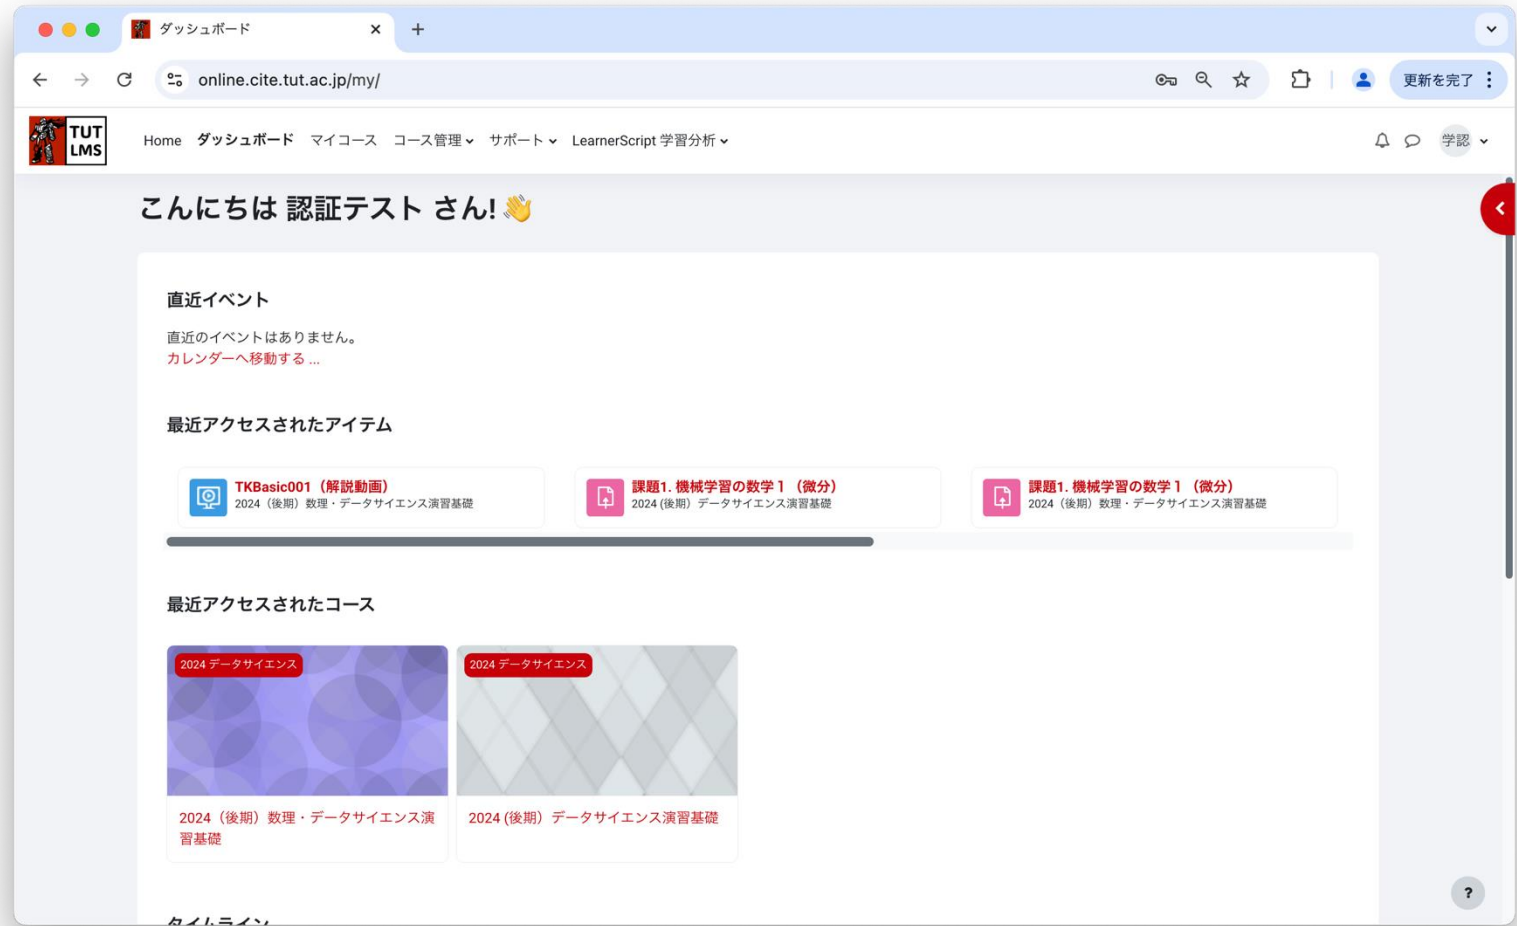 ダッシュボード
online.cite.tut.ac.jp/my/
更新を完了
TUT
LMS
Home ダッシュボード マイコース コース管理 サポート LearnerScript 学習分析
学認
こんにちは 認証テスト さん! 👋
直近イベント
直近のイベントはありません。
カレンダーへ移動する ...
最近アクセスされたアイテム
TKBasic001（解説動画）
2024（後期）数理・データサイエンス演習基礎
課題1. 機械学習の数学１（微分）
2024 (後期）データサイエンス演習基礎
課題1. 機械学習の数学１（微分）
2024（後期）数理・データサイエンス演習基礎
最近アクセスされたコース
2024 データサイエンス
2024（後期）数理・データサイエンス演
習基礎
2024 データサイエンス
2024 (後期）データサイエンス演習基礎
?
タイムライン